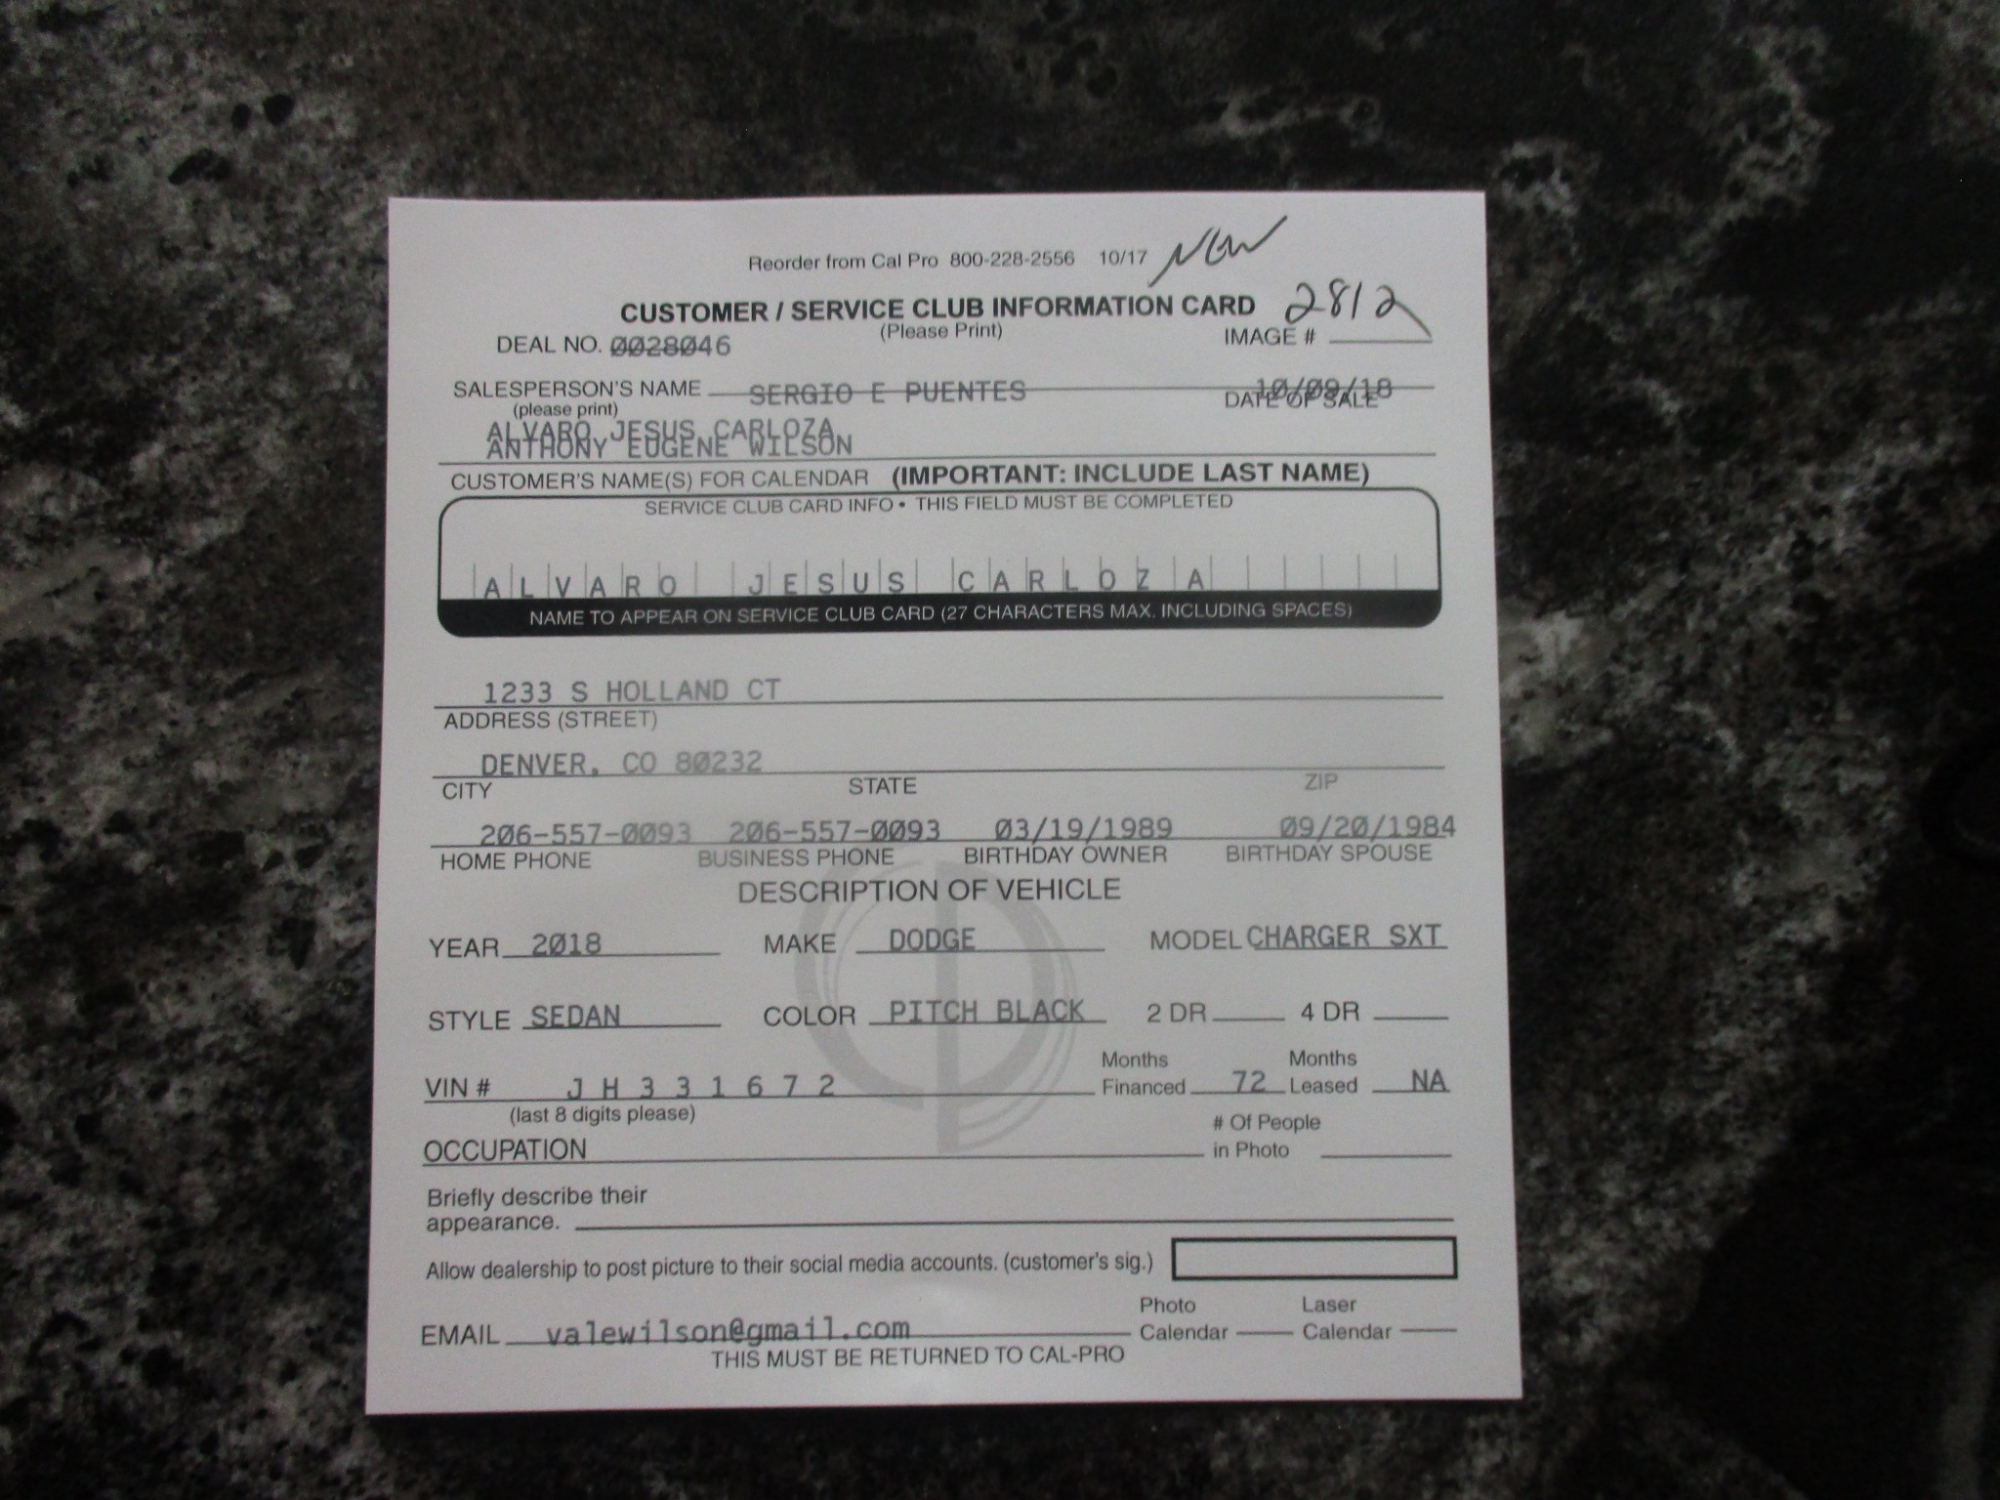 Reorder from Cal Pro 800-228-2556 10/17 NEW
CUSTOMER / SERVICE CLUB INFORMATION CARD 2812
(Please Print)
DEAL NO. 0028046 IMAGE #
SALESPERSON'S NAME SERGIO E PUENTES 10/09/18
(please print) DATE OF SALE
ALVARO JESUS CARLOZA
ANTHONY EUGENE WILSON
CUSTOMER'S NAME(S) FOR CALENDAR (IMPORTANT: INCLUDE LAST NAME)
SERVICE CLUB CARD INFO • THIS FIELD MUST BE COMPLETED
ALVARO JESUS CARLOZA
NAME TO APPEAR ON SERVICE CLUB CARD (27 CHARACTERS MAX. INCLUDING SPACES)
1233 S HOLLAND CT
ADDRESS (STREET)
DENVER, CO 80232
CITY STATE ZIP
206-557-0093 206-557-0093 03/19/1989 09/20/1984
HOME PHONE BUSINESS PHONE BIRTHDAY OWNER BIRTHDAY SPOUSE
DESCRIPTION OF VEHICLE
YEAR 2018 MAKE DODGE MODEL CHARGER SXT
STYLE SEDAN COLOR PITCH BLACK 2 DR 4 DR
Months Months
VIN # J H 3 3 1 6 7 2 Financed 72 Leased NA
(last 8 digits please)
# Of People
OCCUPATION in Photo
Briefly describe their
appearance.
Allow dealership to post picture to their social media accounts. (customer's sig.)
Photo Laser
EMAIL valewilson@gmail.com Calendar Calendar
THIS MUST BE RETURNED TO CAL-PRO